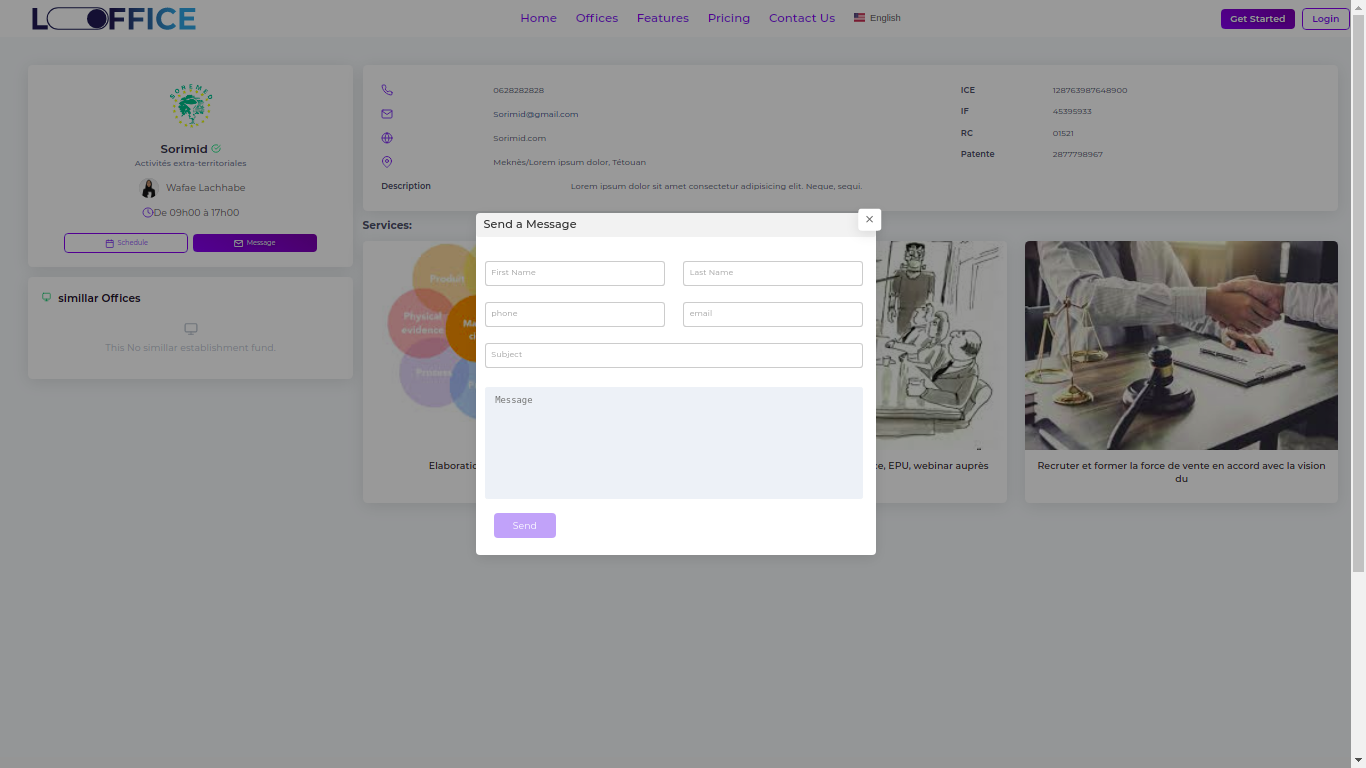 LOOFFICE
Home
Offices
Features
Pricing
Contact Us
English
Get Started
Login
SOREMED
Sorimid
Activités extra-territoriales
Wafae Lachhabe
De 09h00 à 17h00
Schedule
Message
simillar Offices
This No simillar establishment fund.
0628282828
Sorimid@gmail.com
Sorimid.com
Meknès/Lorem ipsum dolor, Tétouan
Description
Lorem ipsum dolor sit amet consectetur adipisicing elit. Neque, sequi.
ICE
128763987648900
IF
45395933
RC
01521
Patente
2877798967
Services:
Produi
Physical
evidence
Ma
Process
Elaboratio
ce, EPU, webinar auprès
Recruter et former la force de vente en accord avec la vision
du
Send a Message
×
First Name
Last Name
phone
email
Subject
Message
Send